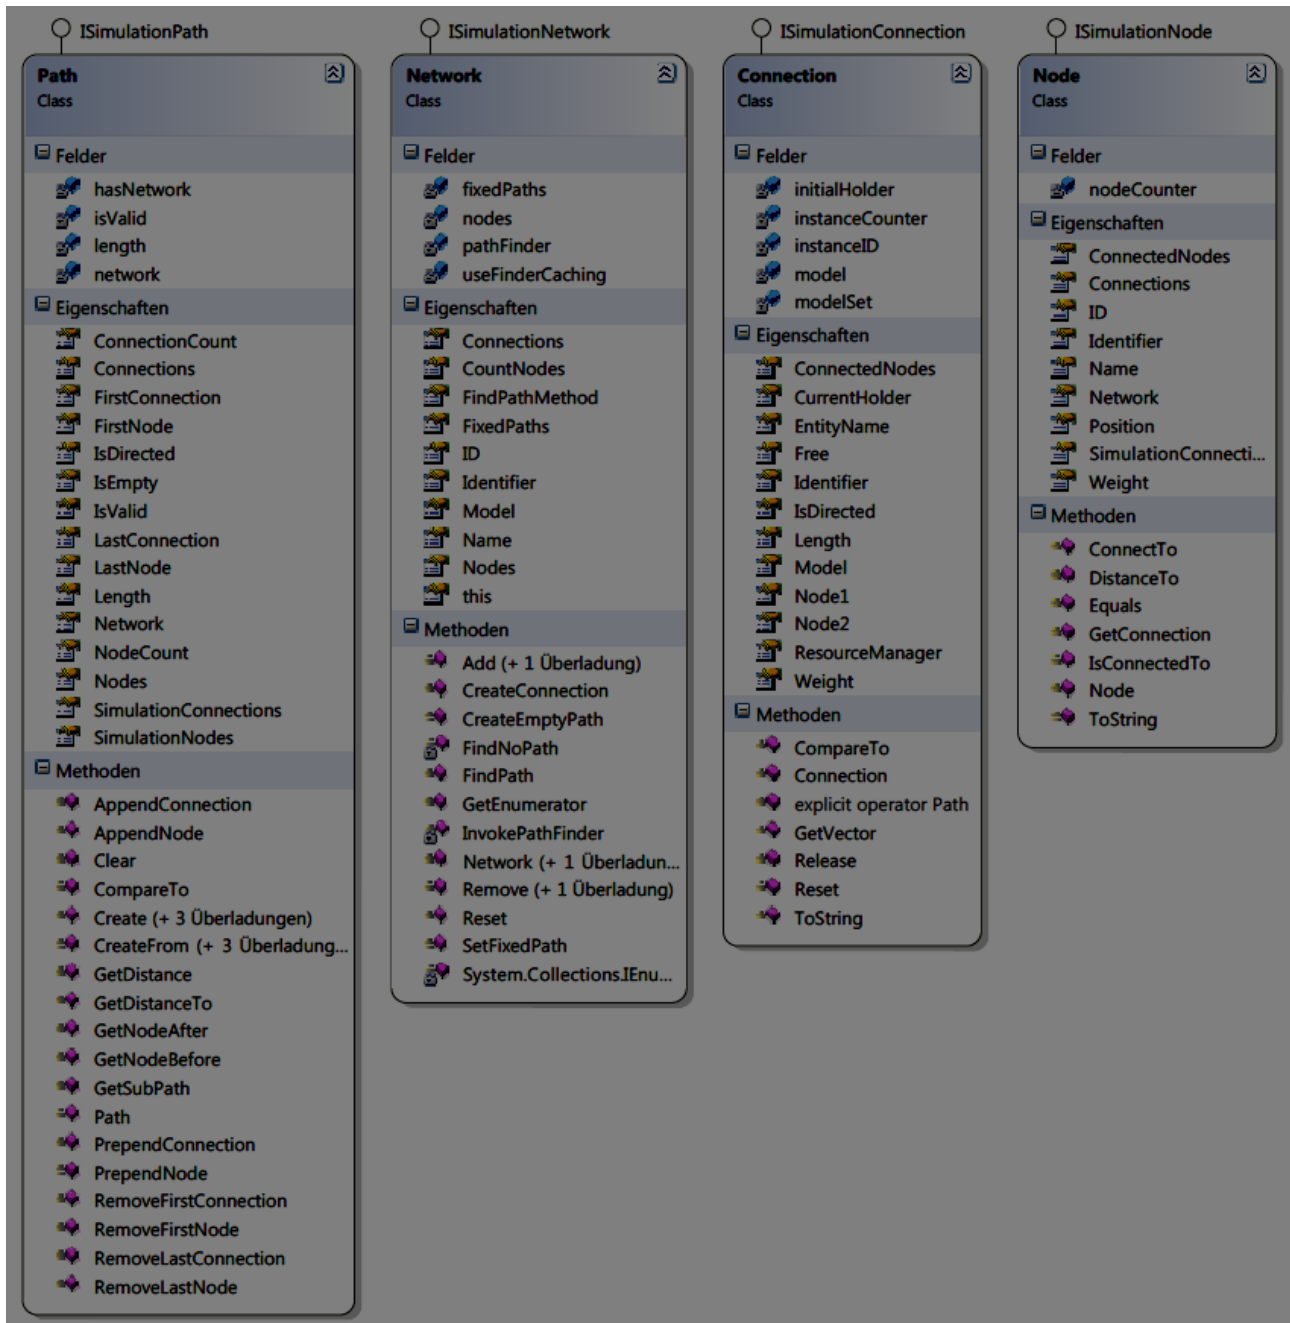 ISimulationPath
Path
Class
Felder
hasNetwork
isValid
length
network
Eigenschaften
ConnectionCount
Connections
FirstConnection
FirstNode
IsDirected
IsEmpty
IsValid
LastConnection
LastNode
Length
Network
NodeCount
Nodes
SimulationConnections
SimulationNodes
Methoden
AppendConnection
AppendNode
Clear
CompareTo
Create (+ 3 Überladungen)
CreateFrom (+ 3 Überladung...
GetDistance
GetDistanceTo
GetNodeAfter
GetNodeBefore
GetSubPath
Path
PrependConnection
PrependNode
RemoveFirstConnection
RemoveFirstNode
RemoveLastConnection
RemoveLastNode
ISimulationNetwork
Network
Class
Felder
fixedPaths
nodes
pathFinder
useFinderCaching
Eigenschaften
Connections
CountNodes
FindPathMethod
FixedPaths
ID
Identifier
Model
Name
Nodes
this
Methoden
Add (+ 1 Überladung)
CreateConnection
CreateEmptyPath
FindNoPath
FindPath
GetEnumerator
InvokePathFinder
Network (+ 1 Überladun...
Remove (+ 1 Überladung)
Reset
SetFixedPath
System.Collections.IEnu...
ISimulationConnection
Connection
Class
Felder
initialHolder
instanceCounter
instanceID
model
modelSet
Eigenschaften
ConnectedNodes
CurrentHolder
EntityName
Free
Identifier
IsDirected
Length
Model
Node1
Node2
ResourceManager
Weight
Methoden
CompareTo
Connection
explicit operator Path
GetVector
Release
Reset
ToString
ISimulationNode
Node
Class
Felder
nodeCounter
Eigenschaften
ConnectedNodes
Connections
ID
Identifier
Name
Network
Position
SimulationConnecti...
Weight
Methoden
ConnectTo
DistanceTo
Equals
GetConnection
IsConnectedTo
Node
ToString